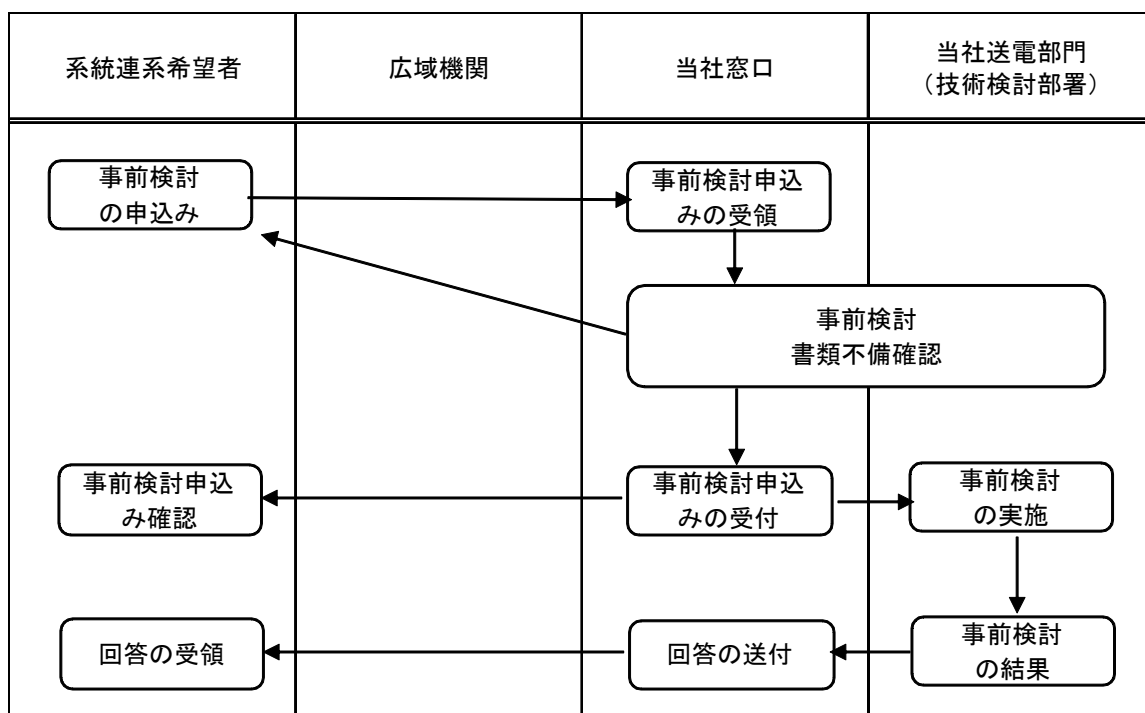 系統連系希望者
広域機関
当社窓口
当社送電部門
（技術検討部署）
事前検討
の申込み
事前検討申込
みの受領
事前検討
書類不備確認
事前検討申込
み確認
事前検討申込
みの受付
事前検討
の実施
回答の受領
回答の送付
事前検討
の結果